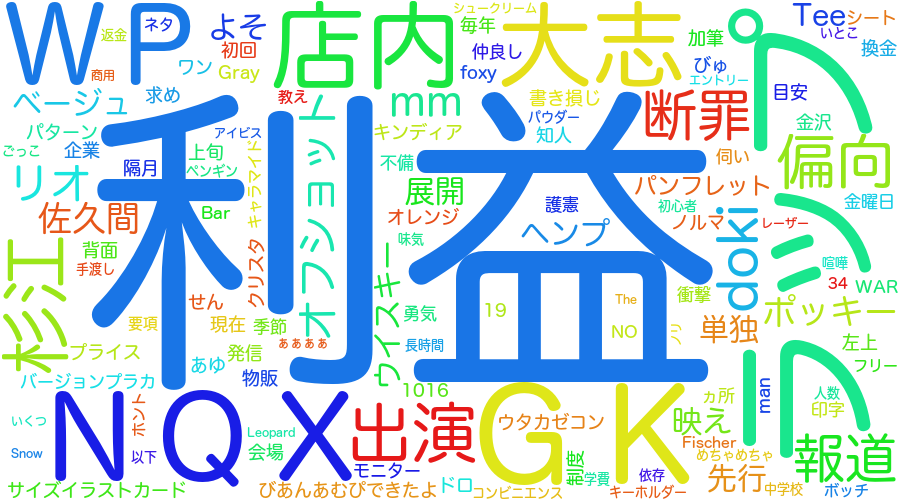 WP
ネタ
よそ
店内
シュークリーム
毎年
大志
Tee
シート
いとこ
返金
商用
ワン
初回
Gray
仲良し
foxy
加筆
びゅ
エントリー
換金
ベージュ
求め
教え
mm
書き損じ
パウダー
知人
断罪
目安
パターン
ごっこ
企業
アイビス
上旬
ペンギン
隔月
キンディア
金沢
偏向
伺い
不備
リオ
利益
オフショット
キャラマイド
展開
パンフレット
初心者
金曜日
佐久間
Bar
オレンジ
護憲
ヘンプ
ノルマ
レーザー
doki
喧嘩
背面
手渡し
クリスタ
味気
ウイスキー
34
WAR
杉江
せん
The
19
NO
ノリ
衝撃
ポッキー
要項
現在
季節
勇気
単独
左上
プライス
発信
ああああ
長時間
フリー
あゆ
物販
バージョンプラカ
1016
man
カ所
人数
印字
NQX
ホント
出演
GK
ウタカゼコン
映え
いくつ
Leopard
会場
Fischer
めちゃめちゃ
報道
Snow
以下
モニター
制度
学費
依存
先行
サイズイラストカード
びあんあむびできたよ
ドロ
コンビニエンス
キーホルダー
中学校
ボッチ